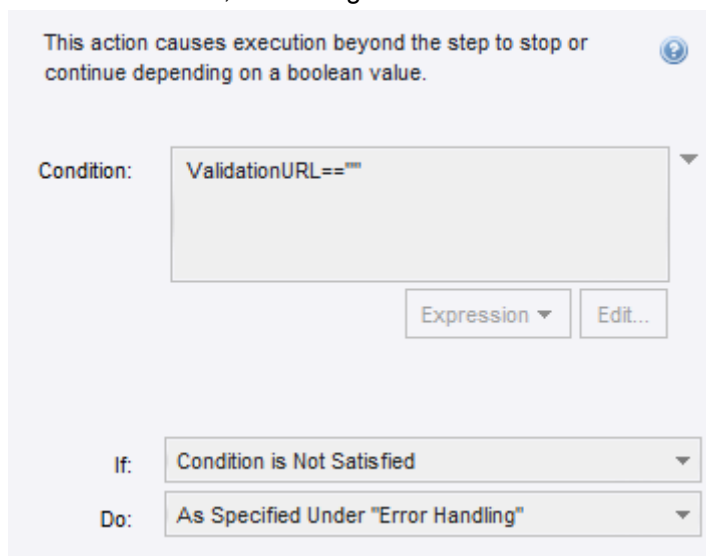 This action causes execution beyond the step to stop or
continue depending on a boolean value.
Condition:
ValidationURL==""
Expression
Edit...
If:
Condition is Not Satisfied
Do:
As Specified Under "Error Handling"